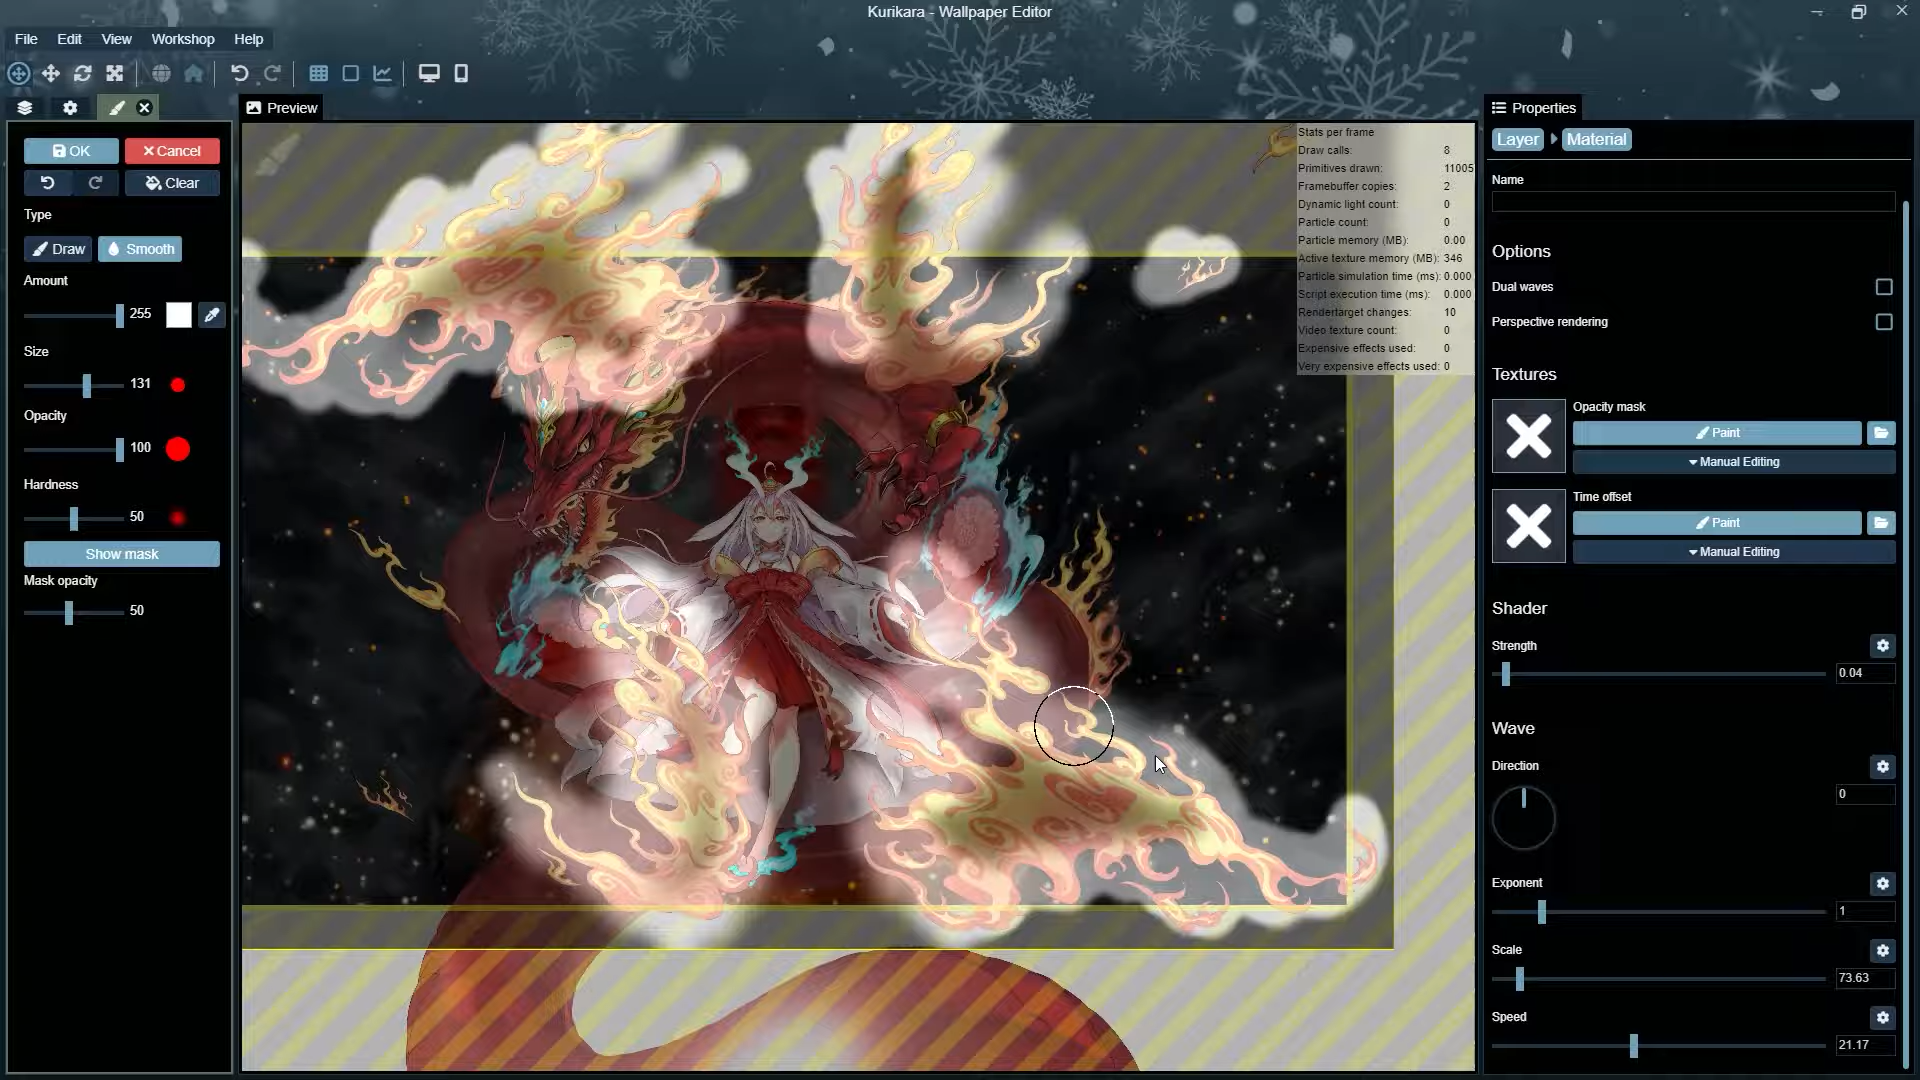 Kurikara - Wallpaper Editor
File Edit View Workshop Help
Preview
Properties
OK Cancel
Clear
Type
Draw Smooth
Amount
255
Size
131
Opacity
100
Hardness
50
Show mask
Mask opacity
50
Stats per frame
Draw calls: 8
Primitives drawn: 11005
Framebuffer copies: 2
Dynamic light count: 0
Particle count: 0
Particle memory (MB): 0.00
Active texture memory (MB): 346
Particle simulation time (ms): 0.000
Script execution time (ms): 0.000
Rendertarget changes: 10
Video texture count: 0
Expensive effects used: 0
Very expensive effects used: 0
Layer Material
Name
Options
Dual waves
Perspective rendering
Textures
Opacity mask
Paint
Manual Editing
Time offset
Paint
Manual Editing
Shader
Strength
0.04
Wave
Direction
0
Exponent
1
Scale
73.63
Speed
21.17